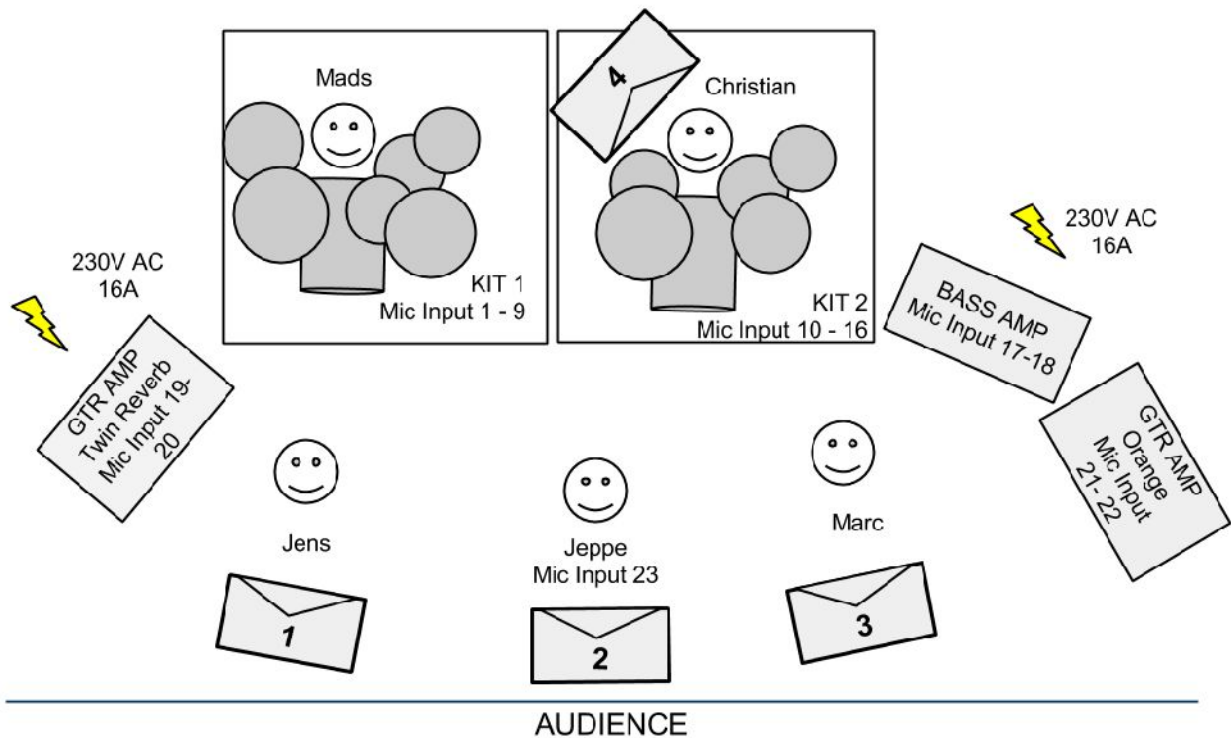 Mads
4
Christian
KIT 1
Mic Input 1 - 9
KIT 2
Mic Input 10 - 16
230V AC
16A
230V AC
16A
GTR AMP
Twin Reverb
Mic Input 19-
20
BASS AMP
Mic Input 17-18
GTR AMP
Orange
Mic Input
21- 22
Jens
Jeppe
Mic Input 23
Marc
1
2
3
AUDIENCE